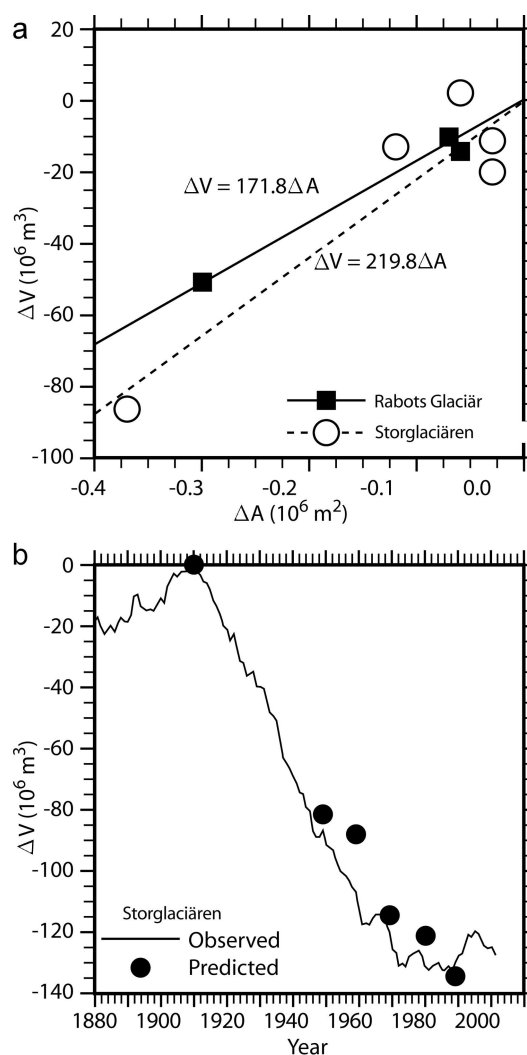 a
20
0
-20
-40
-60
-80
-100
ΔV (10⁶ m³)
ΔV = 171.8ΔA
ΔV = 219.8ΔA
Rabots Glaciär
Storglaciären
-0.4 -0.3 -0.2 -0.1 0.0
ΔA (10⁶ m²)
b
0
-20
-40
-60
-80
-100
-120
-140
ΔV (10⁶ m³)
Storglaciären
Observed
Predicted
1880 1900 1920 1940 1960 1980 2000
Year